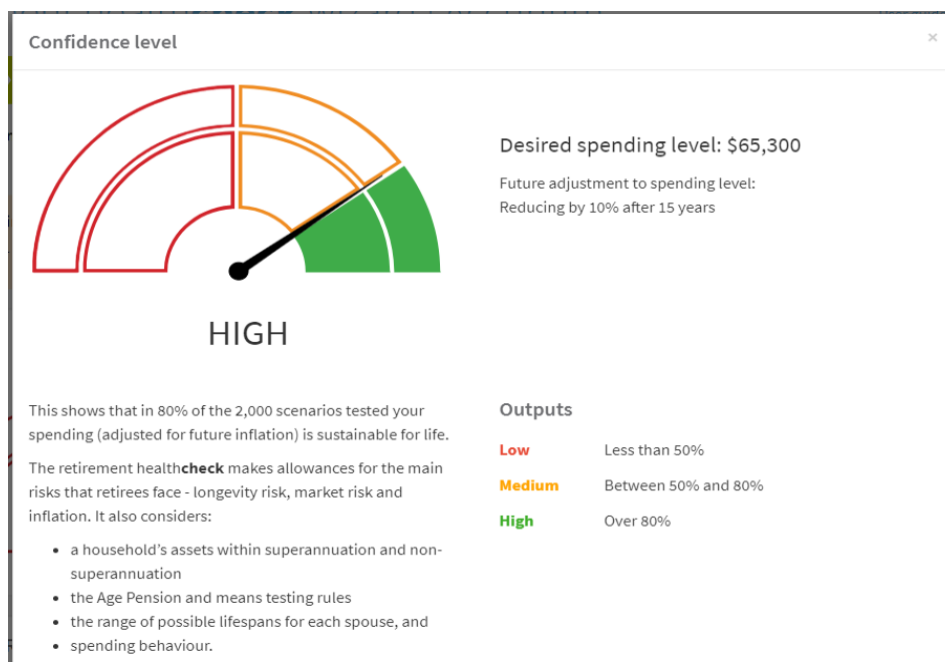 Confidence level
×
Desired spending level: $65,300
Future adjustment to spending level:
Reducing by 10% after 15 years
HIGH
This shows that in 80% of the 2,000 scenarios tested your
spending (adjusted for future inflation) is sustainable for life.
The retirement healthcheck makes allowances for the main
risks that retirees face - longevity risk, market risk and
inflation. It also considers:
• a household's assets within superannuation and non-
superannuation
• the Age Pension and means testing rules
• the range of possible lifespans for each spouse, and
• spending behaviour.
Outputs
Low Less than 50%
Medium Between 50% and 80%
High Over 80%